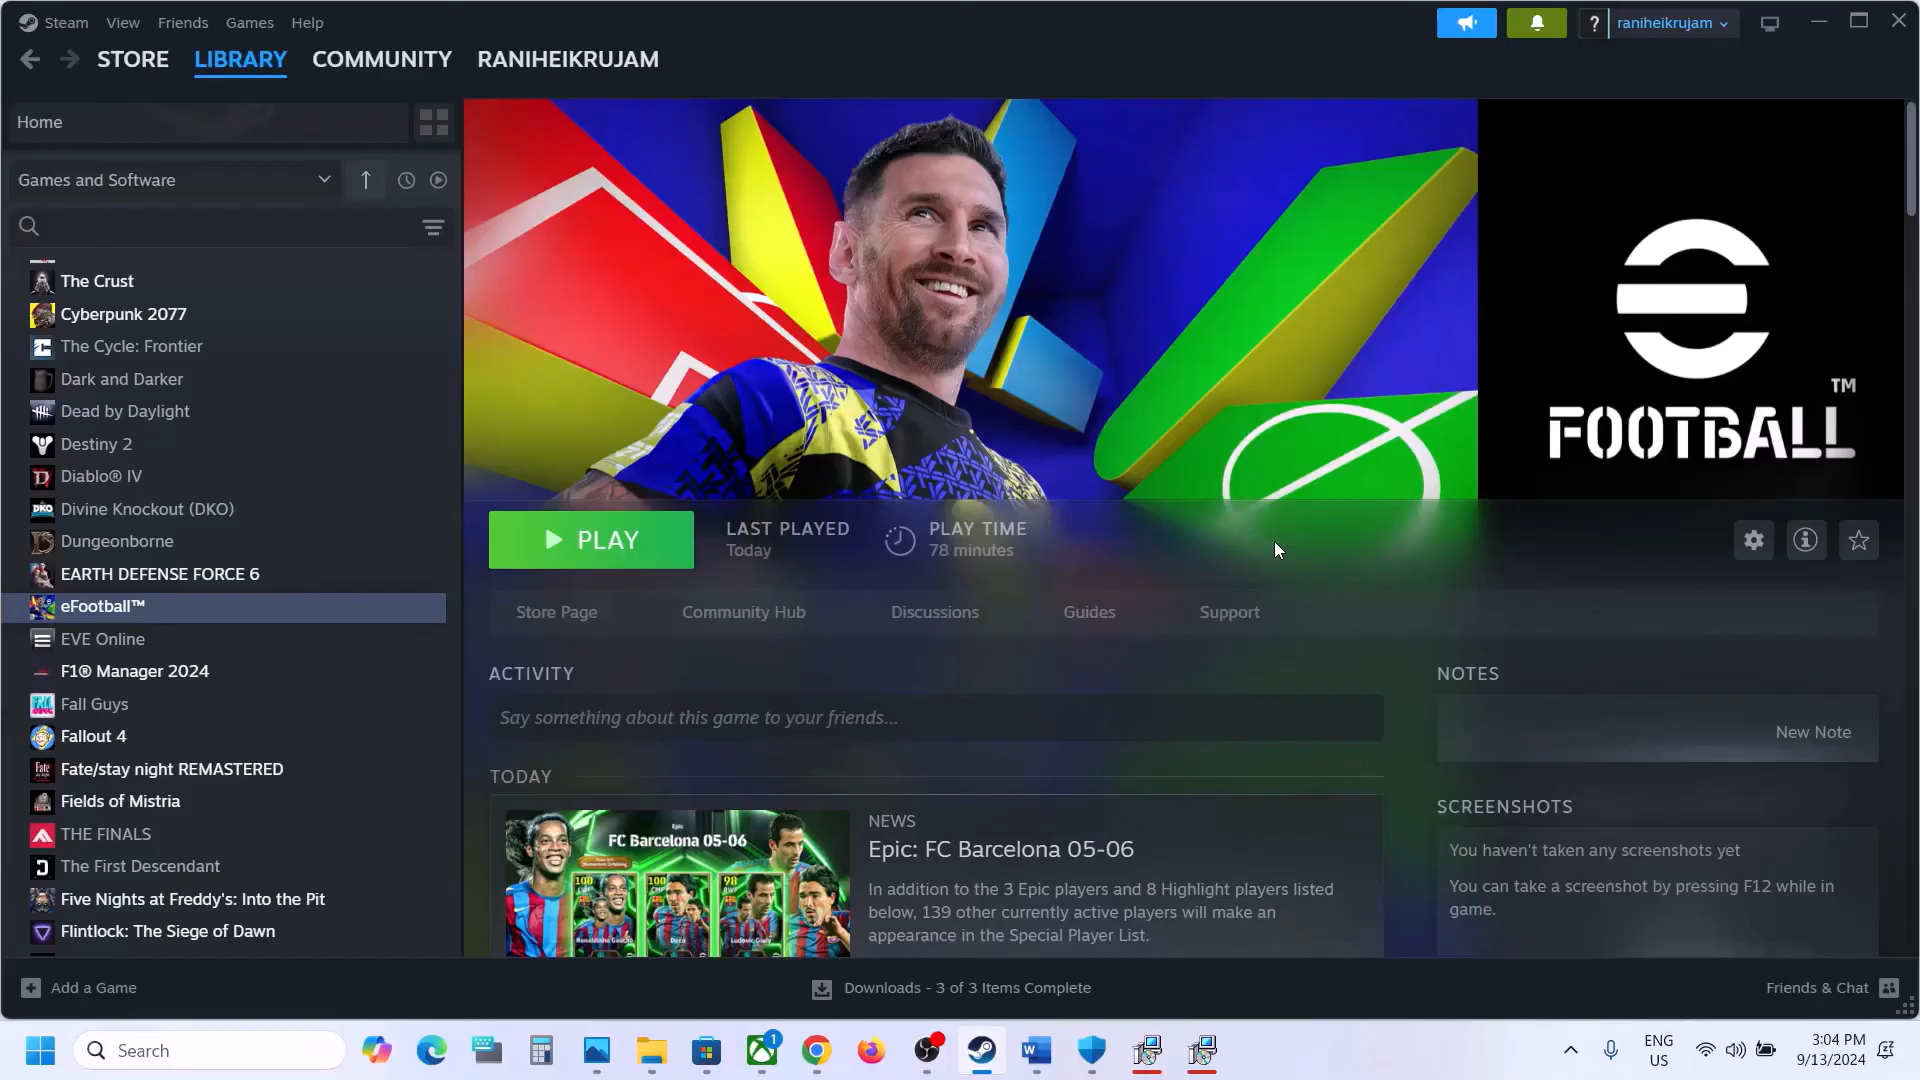 Steam View Friends Games Help
raniheikrujam
STORE LIBRARY COMMUNITY RANIHEIKRUJAM
Home
Games and Software
The Crust
Cyberpunk 2077
The Cycle: Frontier
Dark and Darker
Dead by Daylight
Destiny 2
Diablo® IV
Divine Knockout (DKO)
Dungeonborne
EARTH DEFENSE FORCE 6
eFootball™
EVE Online
F1® Manager 2024
Fall Guys
Fallout 4
Fate/stay night REMASTERED
Fields of Mistria
THE FINALS
The First Descendant
Five Nights at Freddy's: Into the Pit
Flintlock: The Siege of Dawn
TM
FOOTBALL
PLAY
LAST PLAYED
Today
PLAY TIME
78 minutes
Store Page Community Hub Discussions Guides Support
ACTIVITY
Say something about this game to your friends...
TODAY
Epic
FC Barcelona 05-06
100
100
98
NEWS
Epic: FC Barcelona 05-06
In addition to the 3 Epic players and 8 Highlight players listed
below, 139 other currently active players will make an
appearance in the Special Player List.
NOTES
New Note
SCREENSHOTS
You haven't taken any screenshots yet
You can take a screenshot by pressing F12 while in
game.
Add a Game
Downloads - 3 of 3 Items Complete
Friends & Chat
Search
1
ENG
US
3:04 PM
9/13/2024